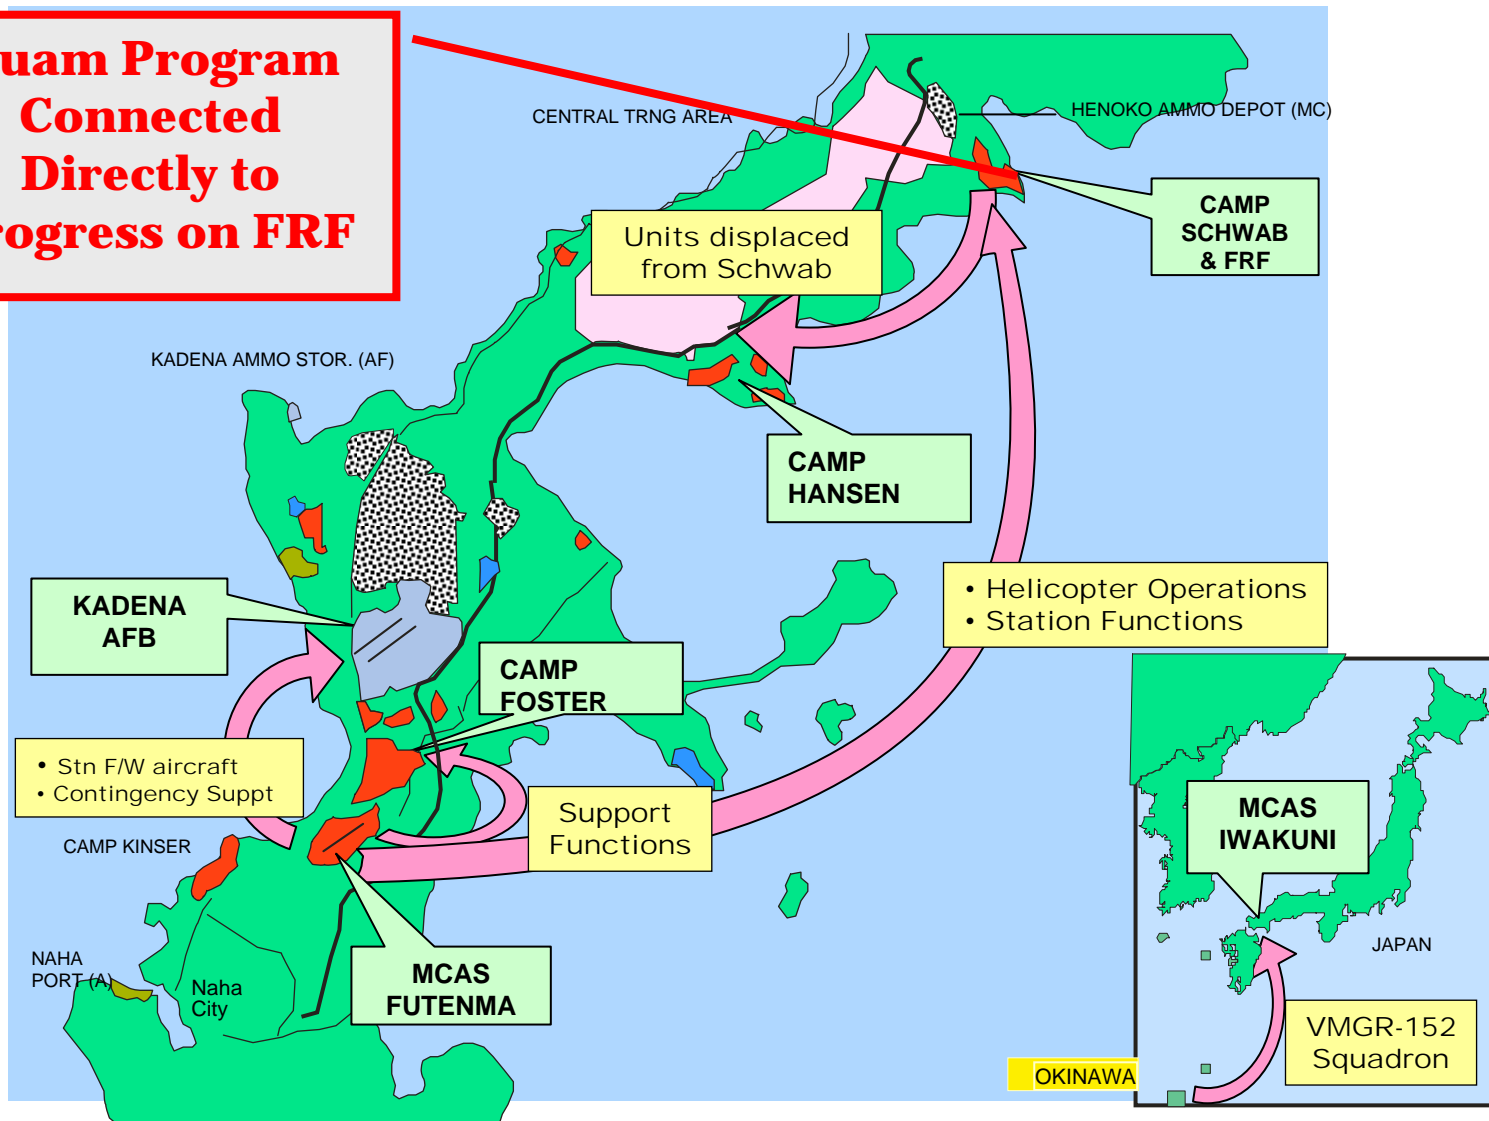 uam Program
Connected
Directly to
rogress on FRF
CENTRAL TRNG AREA
HENOKO AMMO DEPOT (MC)
CAMP
SCHWAB
& FRF
Units displaced
from Schwab
KADENA AMMO STOR. (AF)
CAMP
HANSEN
KADENA
AFB
• Helicopter Operations
• Station Functions
CAMP
FOSTER
• Stn F/W aircraft
• Contingency Suppt
Support
Functions
CAMP KINSER
MCAS
IWAKUNI
JAPAN
NAHA
PORT (A)
Naha
City
MCAS
FUTENMA
VMGR-152
Squadron
OKINAWA